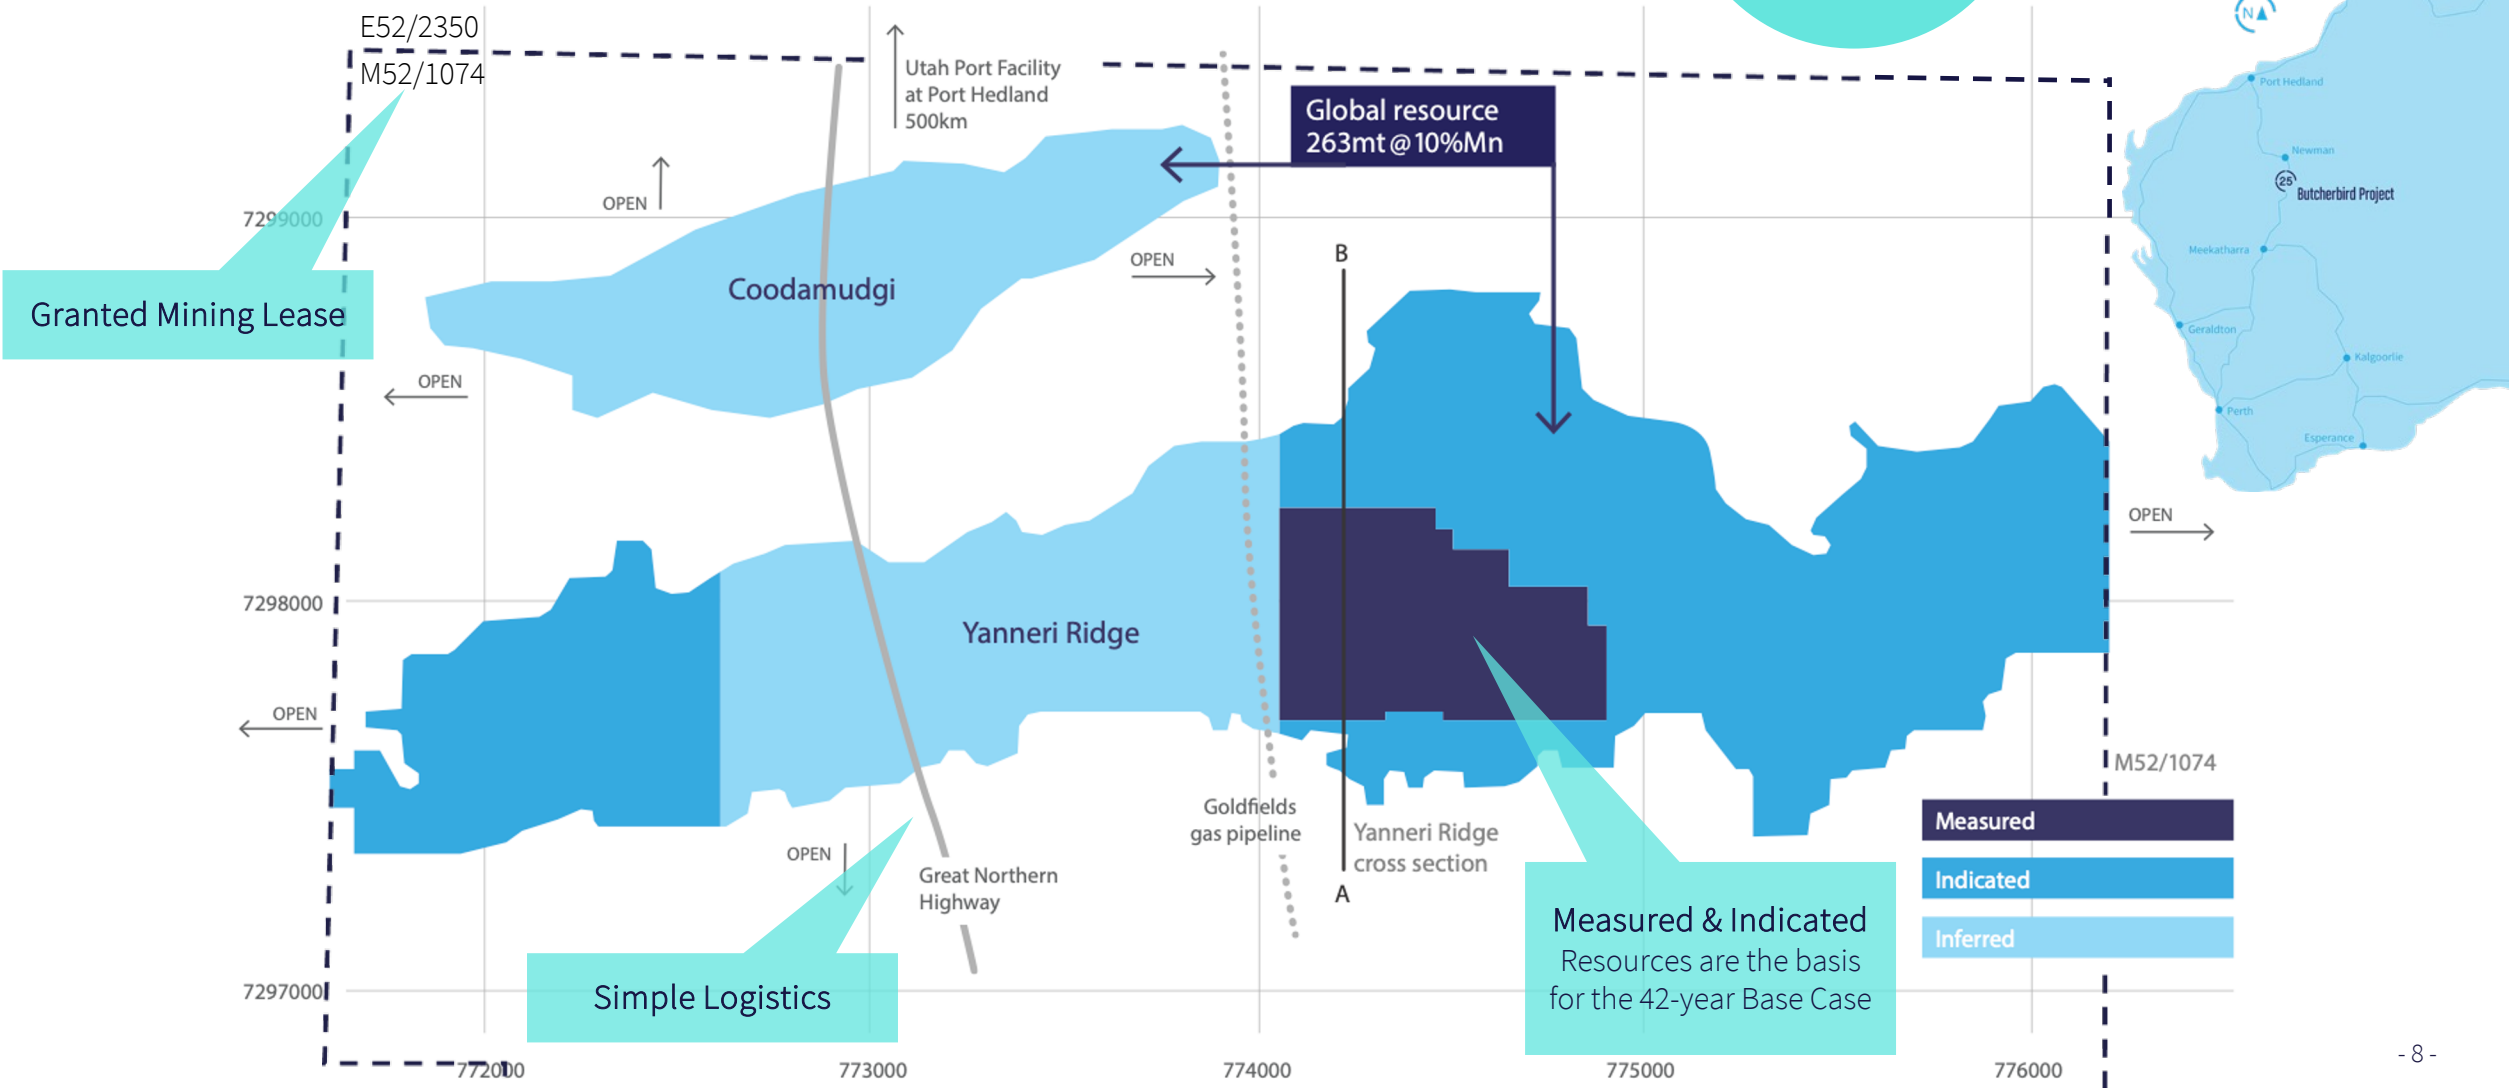 E52/2350
M52/1074
Utah Port Facility
at Port Hedland
500km
Global resource
263mt@10%Mn
N
Port Hedland
Newman
25
Butcherbird Project
Meekatharra
Geraldton
Kalgoorlie
Perth
Esperance
OPEN
7299000
B
OPEN
Coodamudgi
Granted Mining Lease
OPEN
OPEN
7298000
Yanneri Ridge
OPEN
M52/1074
Goldfields
gas pipeline
Yanneri Ridge
cross section
A
OPEN
Great Northern
Highway
Measured
Indicated
Inferred
Measured & Indicated
Resources are the basis
for the 42-year Base Case
Simple Logistics
7297000
772000
773000
774000
775000
776000
- 8 -